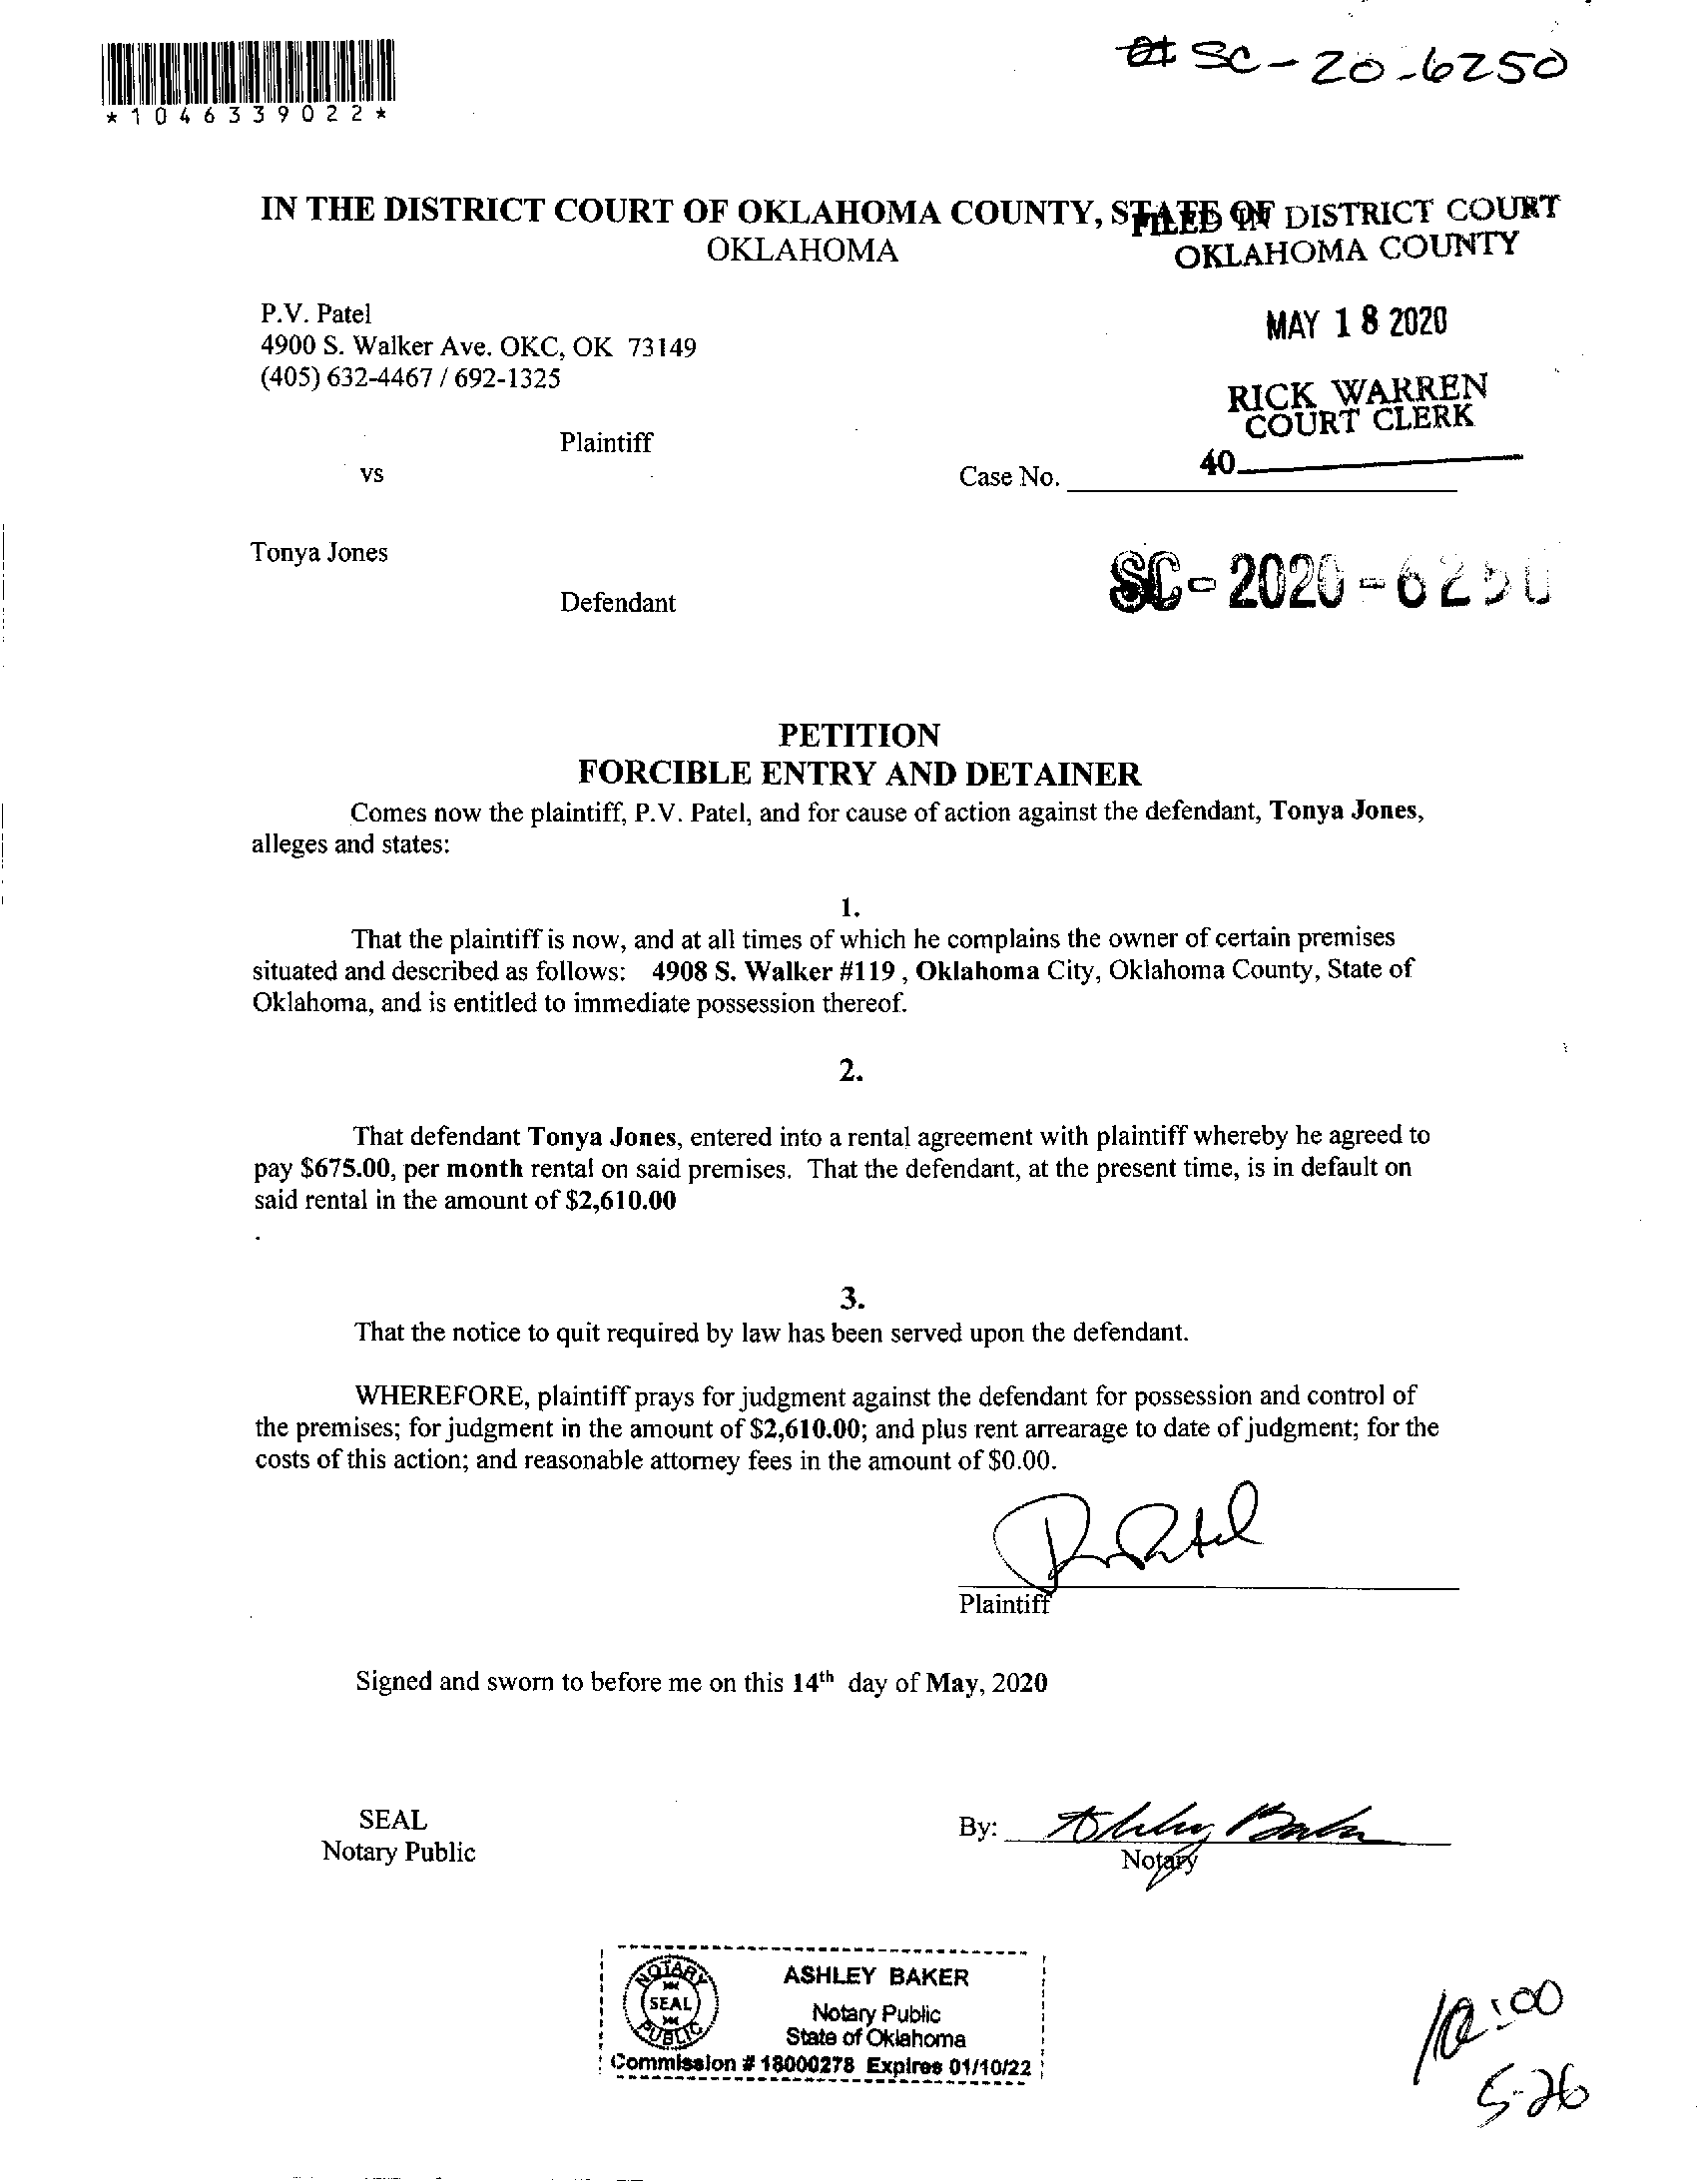 # SC-20-6250
*1046339022*
IN THE DISTRICT COURT OF OKLAHOMA COUNTY, STATE OF
OKLAHOMA
FILED IN DISTRICT COURT
OKLAHOMA COUNTY
P.V. Patel
4900 S. Walker Ave. OKC, OK 73149
(405) 632-4467 / 692-1325
MAY 18 2020
RICK WARREN
COURT CLERK
40
Plaintiff
vs
Case No.
Tonya Jones
SC-2020-6250
Defendant
PETITION
FORCIBLE ENTRY AND DETAINER
Comes now the plaintiff, P.V. Patel, and for cause of action against the defendant, Tonya Jones,
alleges and states:
1.
That the plaintiff is now, and at all times of which he complains the owner of certain premises
situated and described as follows: 4908 S. Walker #119 , Oklahoma City, Oklahoma County, State of
Oklahoma, and is entitled to immediate possession thereof.
2.
That defendant Tonya Jones, entered into a rental agreement with plaintiff whereby he agreed to
pay $675.00, per month rental on said premises. That the defendant, at the present time, is in default on
said rental in the amount of $2,610.00
.
3.
That the notice to quit required by law has been served upon the defendant.
WHEREFORE, plaintiff prays for judgment against the defendant for possession and control of
the premises; for judgment in the amount of $2,610.00; and plus rent arrearage to date of judgment; for the
costs of this action; and reasonable attorney fees in the amount of $0.00.
Plaintiff
Signed and sworn to before me on this 14th day of May, 2020
SEAL
Notary Public
By: Ashley Baker
Notary
NOTARY
SEAL
PUBLIC
ASHLEY BAKER
Notary Public
State of Oklahoma
Commission # 18000278 Expires 01/10/22
5-26